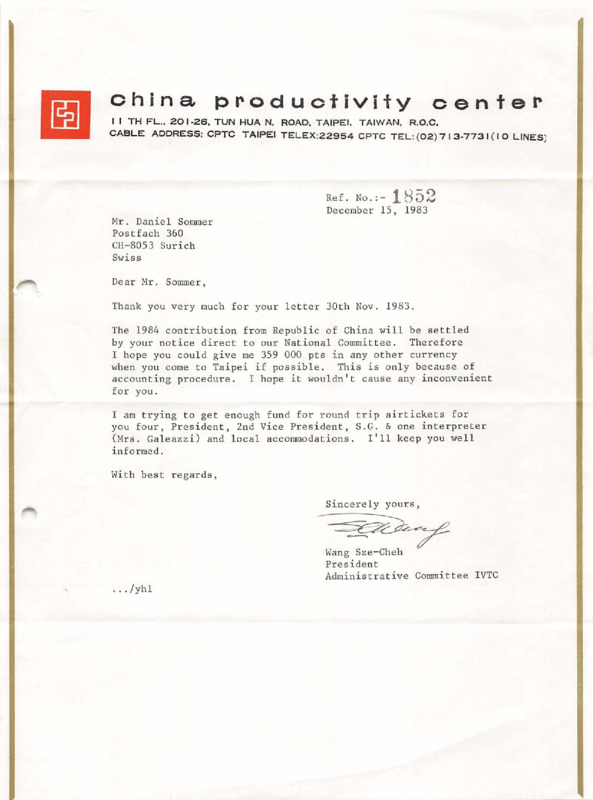 china productivity center
11 TH FL., 201-26, TUN HUA N. ROAD, TAIPEI, TAIWAN, R.O.C.
CABLE ADDRESS: CPTC TAIPEI TELEX:22954 CPTC TEL:(02)713-7731(10 LINES)
Ref. No.:- 1852
December 15, 1983
Mr. Daniel Sommer
Postfach 360
CH-8053 Surich
Swiss
Dear Mr. Sommer,
Thank you very much for your letter 30th Nov. 1983.
The 1984 contribution from Republic of China will be settled
by your notice direct to our National Committee. Therefore
I hope you could give me 359 000 pts in any other currency
when you come to Taipei if possible. This is only because of
accounting procedure. I hope it wouldn't cause any inconvenient
for you.
I am trying to get enough fund for round trip airtickets for
you four, President, 2nd Vice President, S.G. & one interpreter
(Mrs. Galeazzi) and local accommodations. I'll keep you well
informed.
With best regards,
Sincerely yours,
Wang Sze-Cheh
President
Administrative Committee IVTC
.../yhl